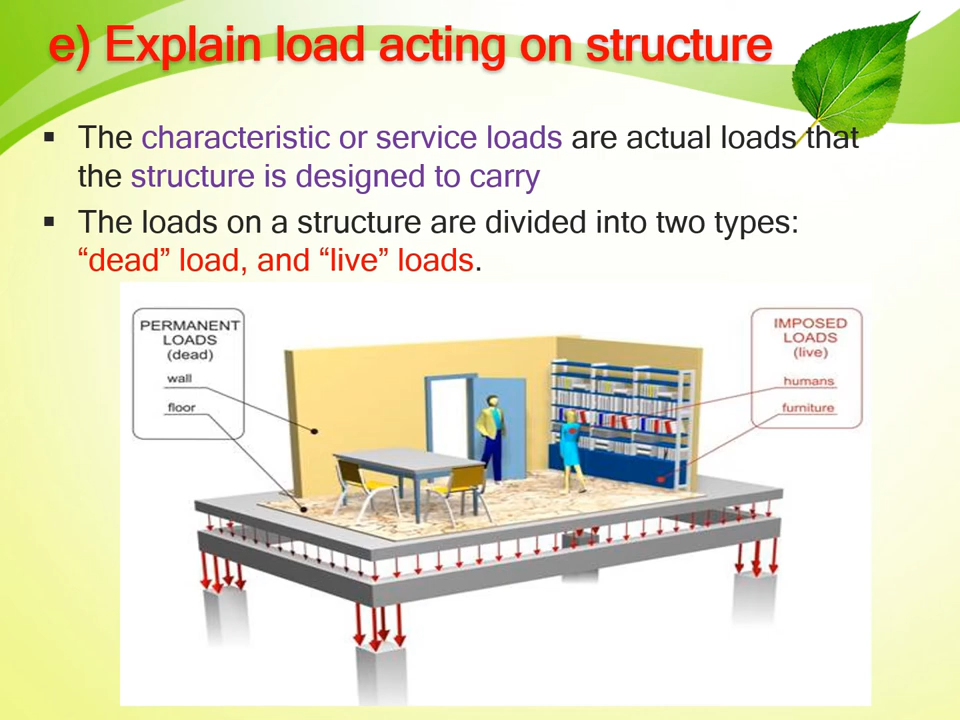 e) Explain load acting on structure
▪ The characteristic or service loads are actual loads that
the structure is designed to carry
▪ The loads on a structure are divided into two types:
“dead” load, and “live” loads.
PERMANENT
LOADS
(dead)
wall
floor
IMPOSED
LOADS
(live)
humans
furniture